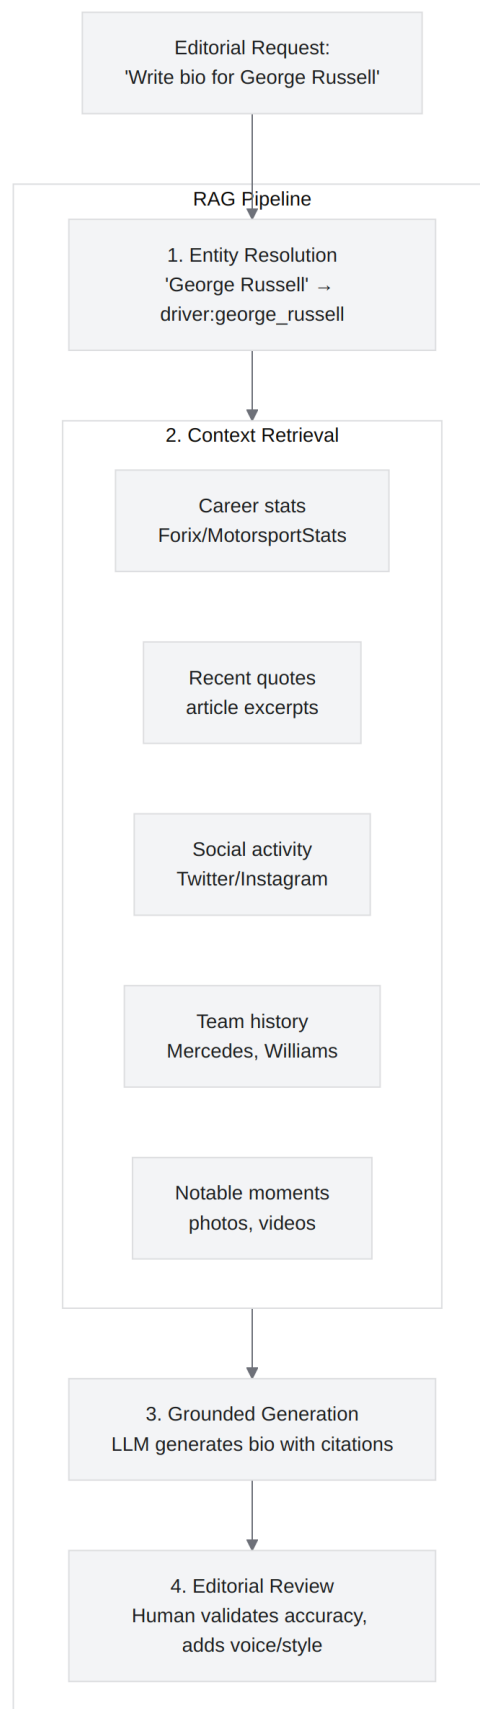 Editorial Request:
'Write bio for George Russell'
RAG Pipeline
1. Entity Resolution
'George Russell' →
driver:george_russell
2. Context Retrieval
Career stats
Forix/MotorsportStats
Recent quotes
article excerpts
Social activity
Twitter/Instagram
Team history
Mercedes, Williams
Notable moments
photos, videos
3. Grounded Generation
LLM generates bio with citations
4. Editorial Review
Human validates accuracy,
adds voice/style